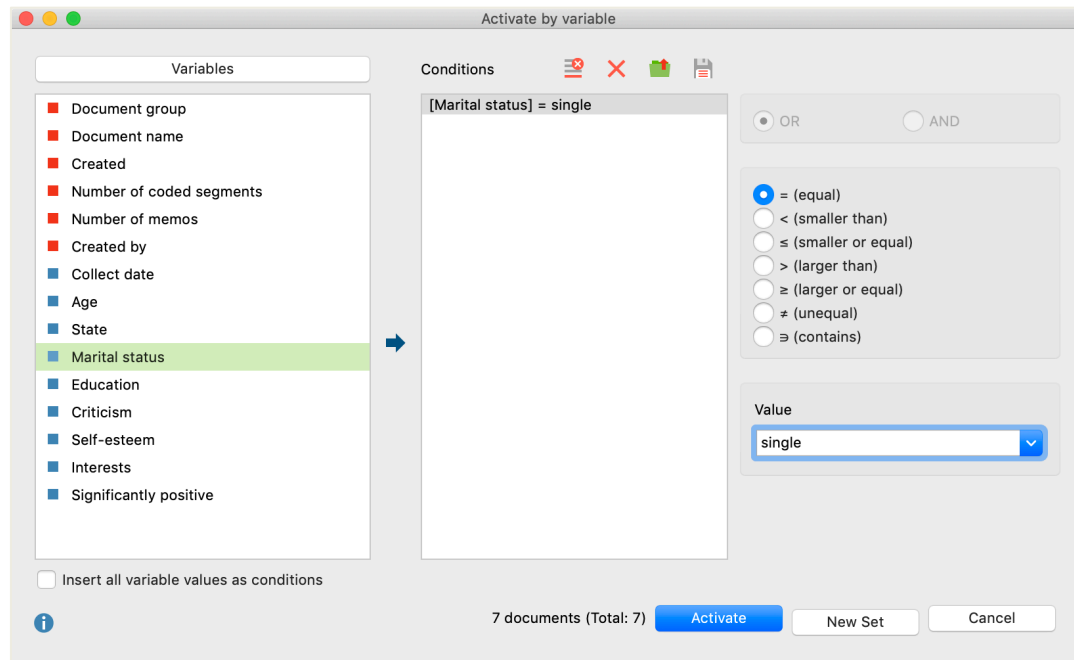 Activate by variable
Variables
Conditions
Document group
Document name
Created
Number of coded segments
Number of memos
Created by
Collect date
Age
State
Marital status
Education
Criticism
Self-esteem
Interests
Significantly positive
[Marital status] = single
OR AND
= (equal)
< (smaller than)
≤ (smaller or equal)
> (larger than)
≥ (larger or equal)
≠ (unequal)
∋ (contains)
Value
single
Insert all variable values as conditions
7 documents (Total: 7) Activate New Set Cancel